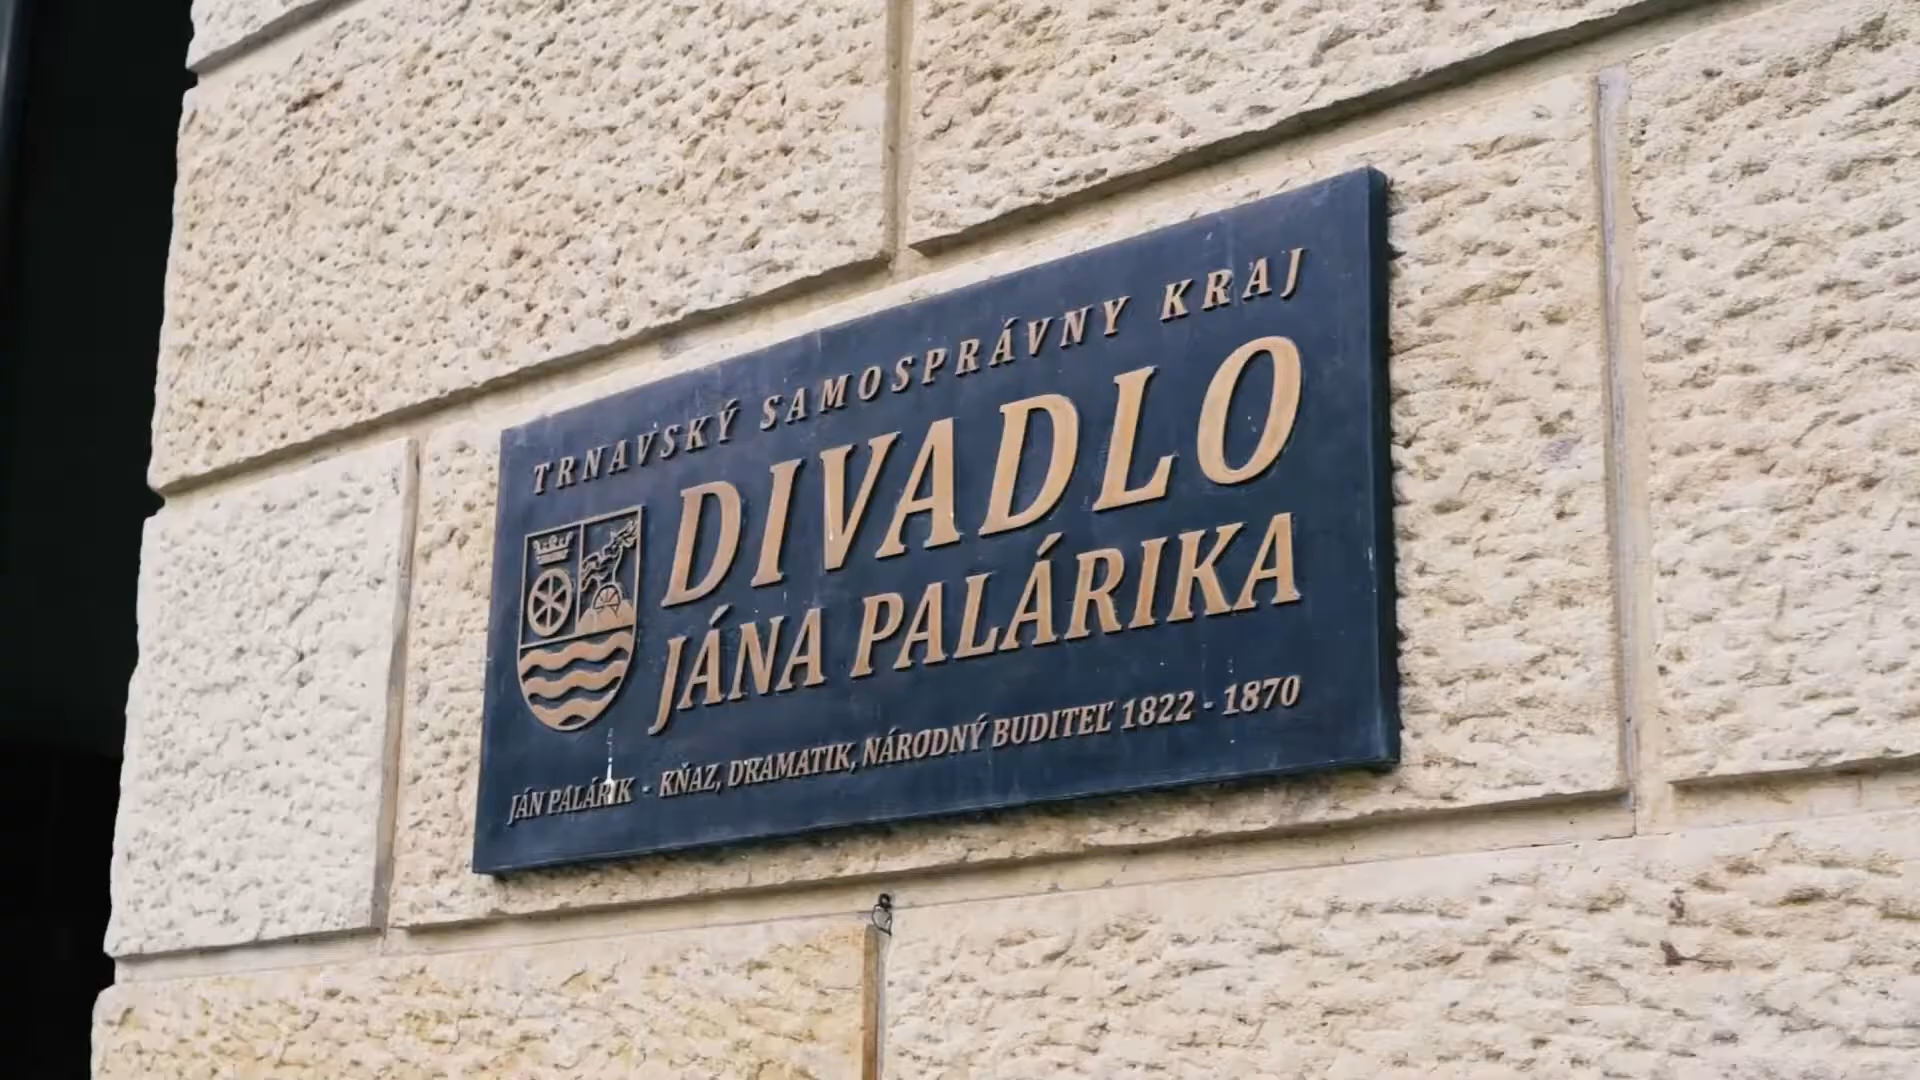 TRNAVSKÝ SAMOSPRÁVNY KRAJ
DIVADLO
JÁNA PALÁRIKA
JÁN PALÁRIK - KŇAZ, DRAMATIK, NÁRODNÝ BUDITEĽ 1822 - 1870